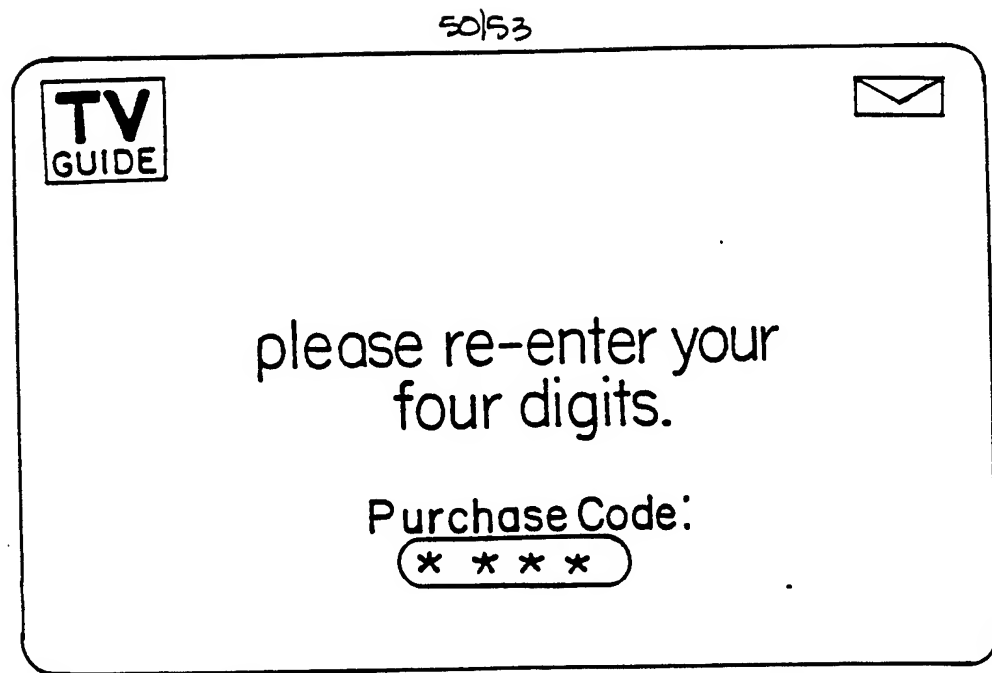 50/53
TV
GUIDE
please re-enter your
four digits.
Purchase Code:
* * * *